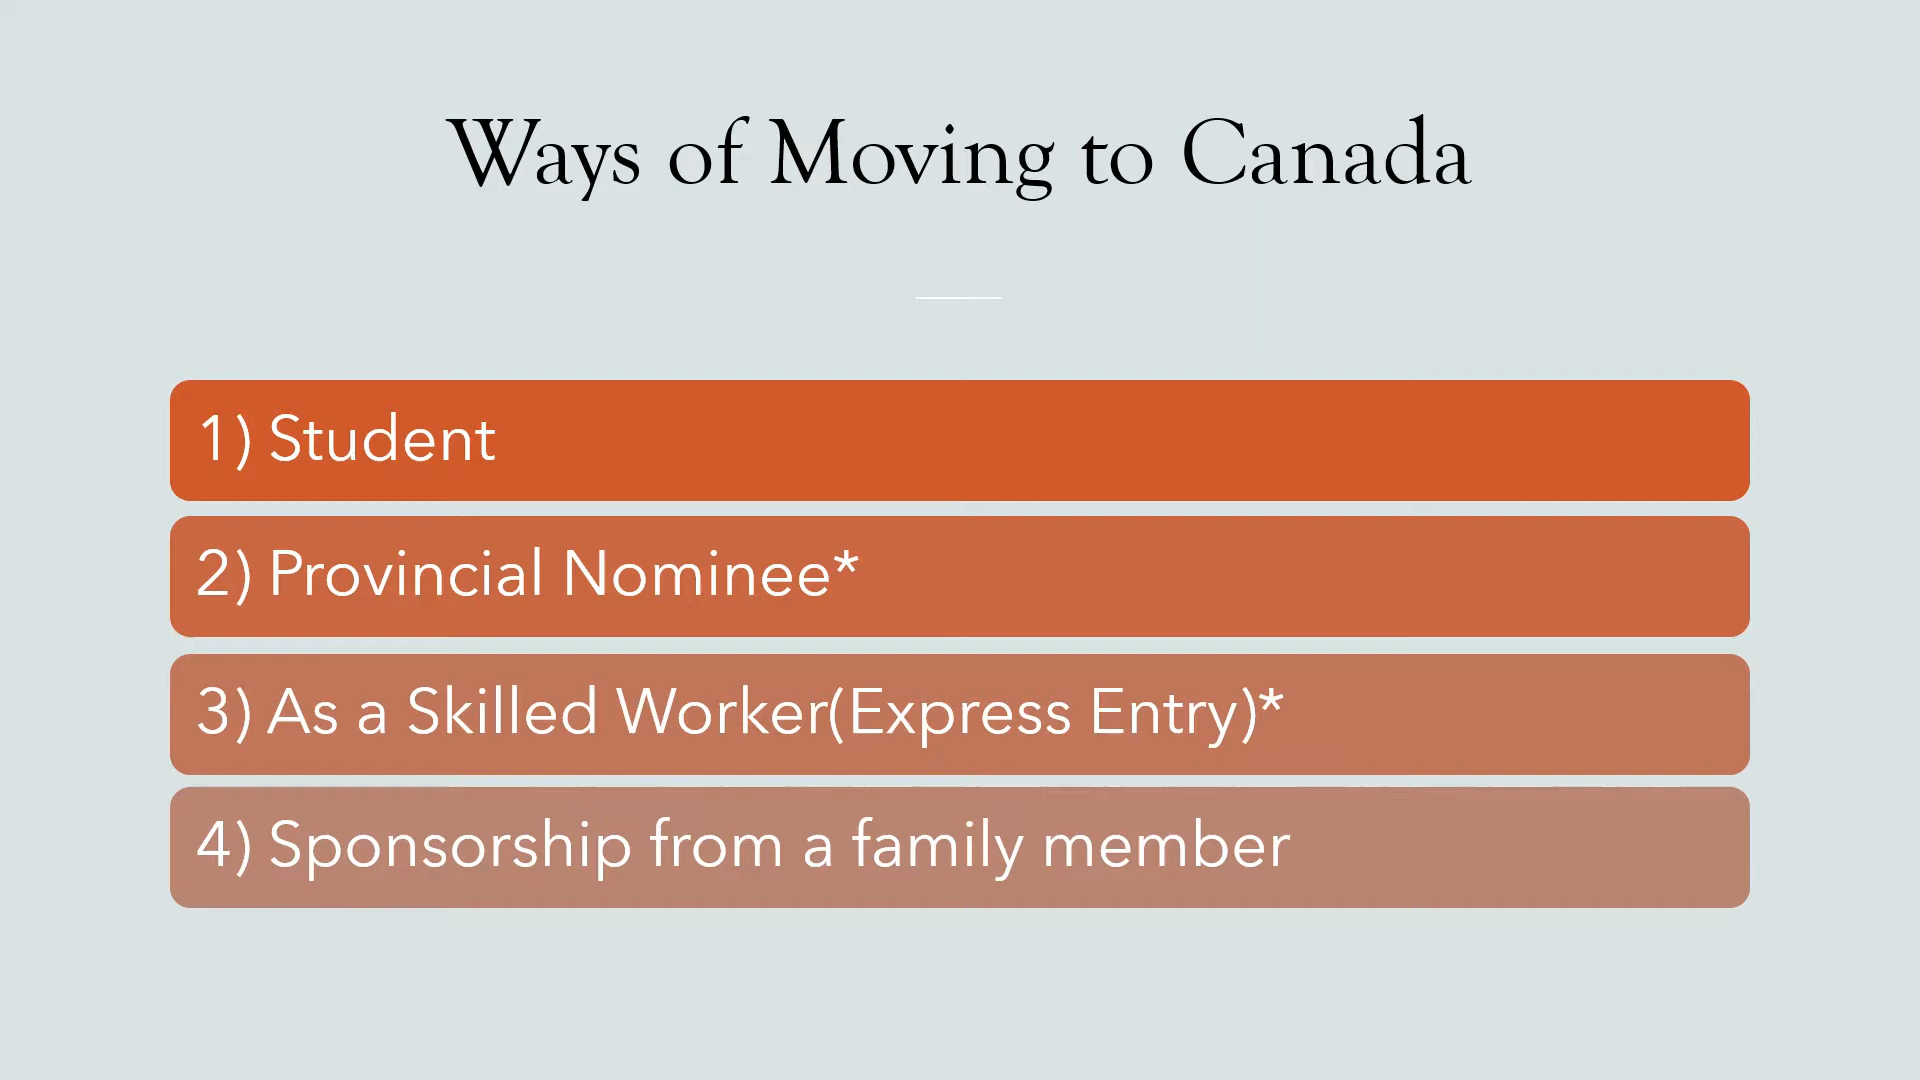 Ways of Moving to Canada
1) Student
2) Provincial Nominee*
3) As a Skilled Worker(Express Entry)*
4) Sponsorship from a family member